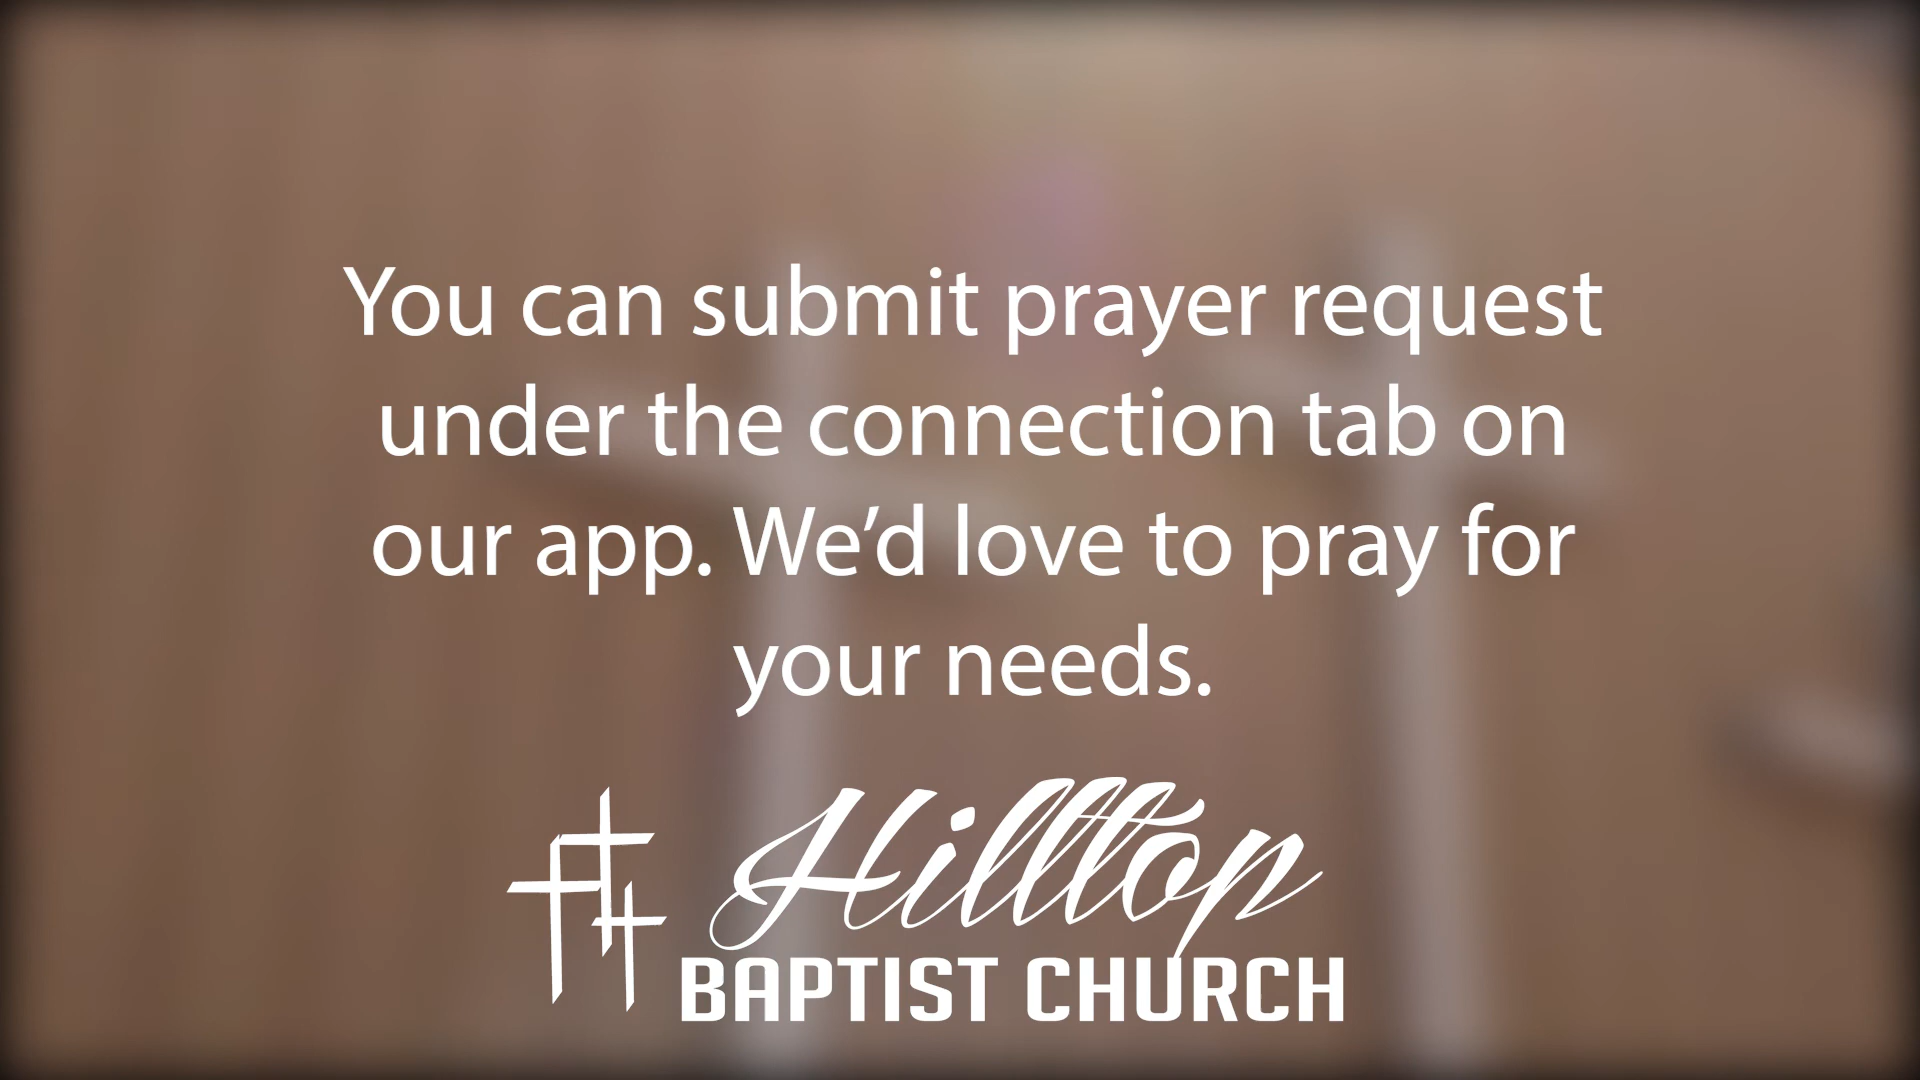 You can submit prayer request
under the connection tab on
our app. We’d love to pray for
your needs.
Hilltop
BAPTIST CHURCH